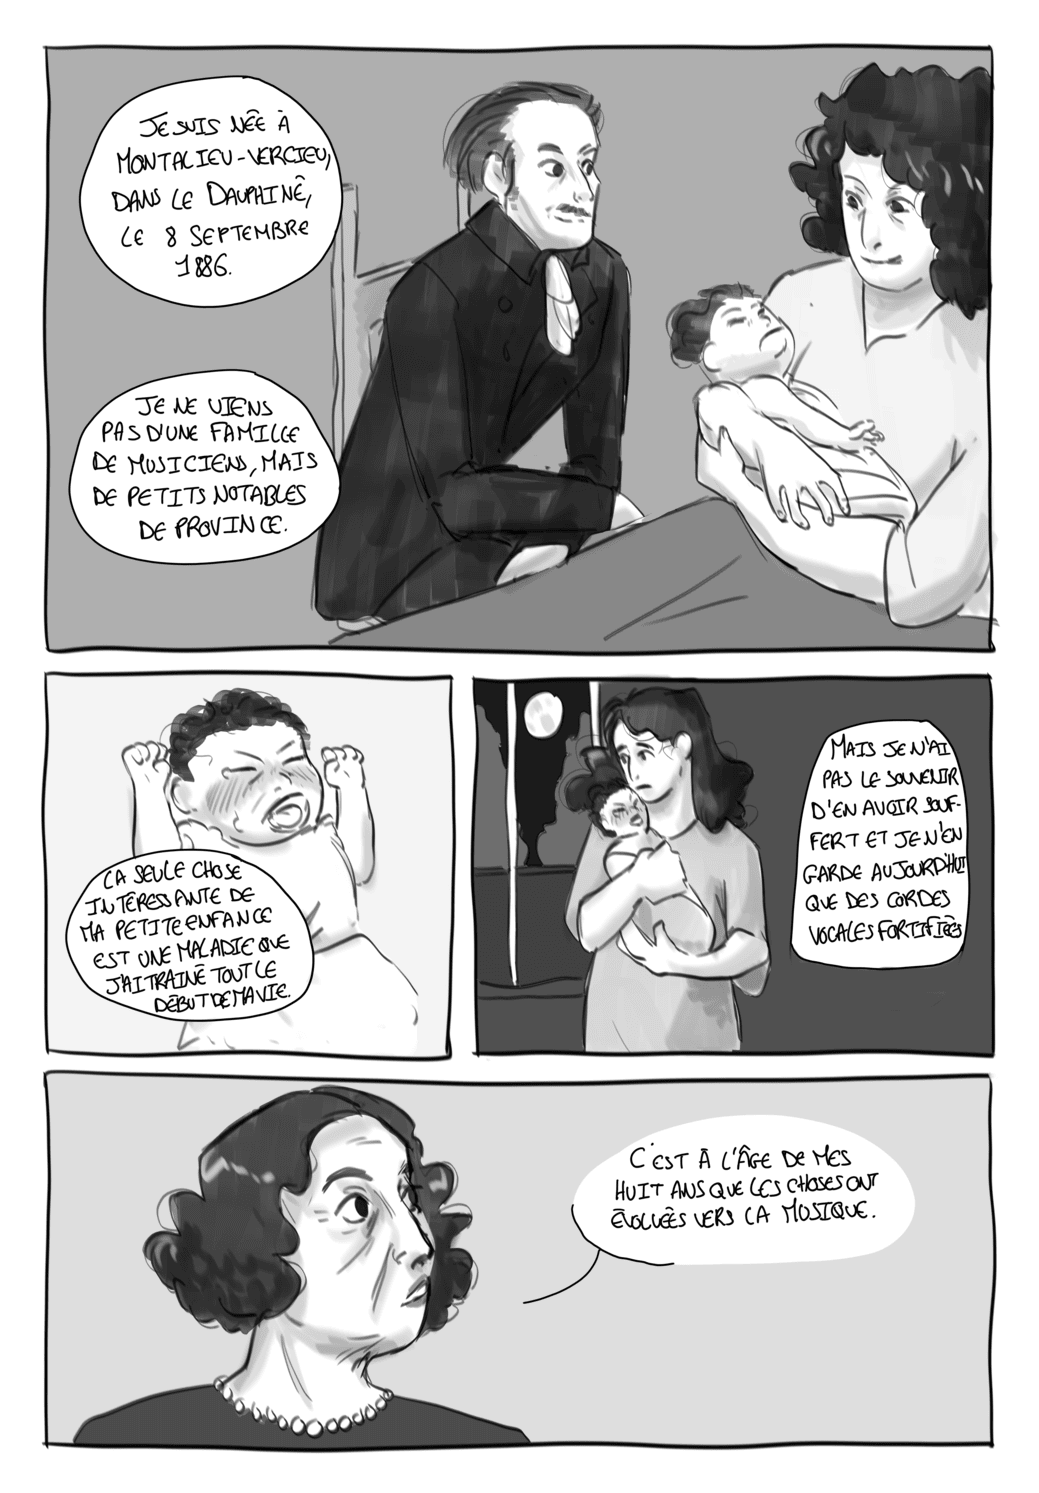 JE SUIS NÉE À
MONTALIEU-VERCIEU,
DANS LE DAUPHINÉ,
LE 8 SEPTEMBRE
1886.
JE NE VIENS
PAS D'UNE FAMILLE
DE MUSICIENS, MAIS
DE PETITS NOTABLES
DE PROVINCE.
LA SEULE CHOSE
INTÉRESSANTE DE
MA PETITE ENFANCE
EST UNE MALADIE QUE
J'AI TRAINÉ TOUT LE
DÉBUT DE MA VIE.
MAIS JE N'AI
PAS LE SOUVENIR
D'EN AVOIR SOUF-
FERT ET JE N'EN
GARDE AUJOURD'HUI
QUE DES CORDES
VOCALES FORTIFIÉES
C'EST À L'ÂGE DE MES
HUIT ANS QUE LES CHOSES ONT
ÉVOLUÉES VERS LA MUSIQUE.